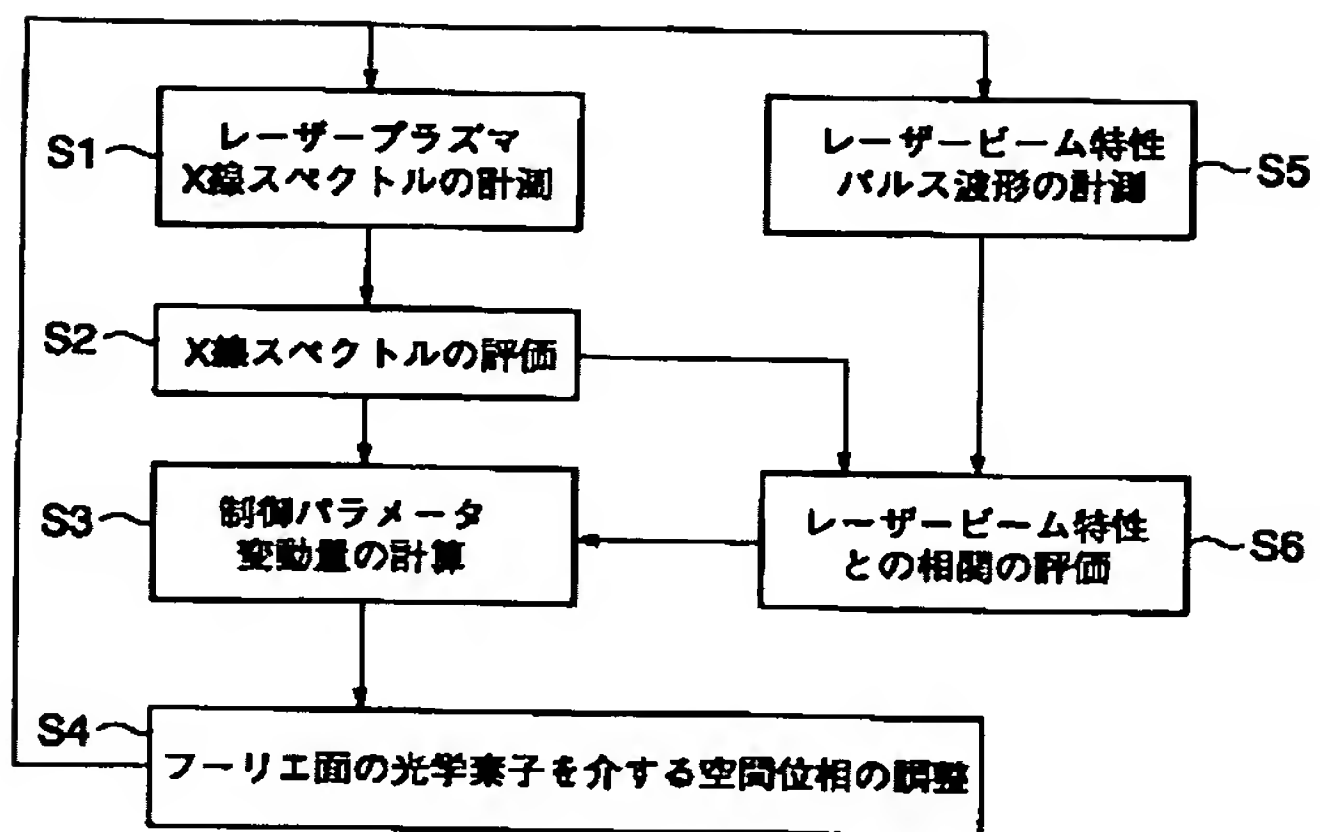 S1
レーザープラズマ
X線スペクトルの計測
レーザービーム特性
パルス波形の計測
S5
S2
X線スペクトルの評価
S3
制御パラメータ
変動量の計算
レーザービーム特性
との相関の評価
S6
S4
フーリエ面の光学素子を介する空間位相の調整